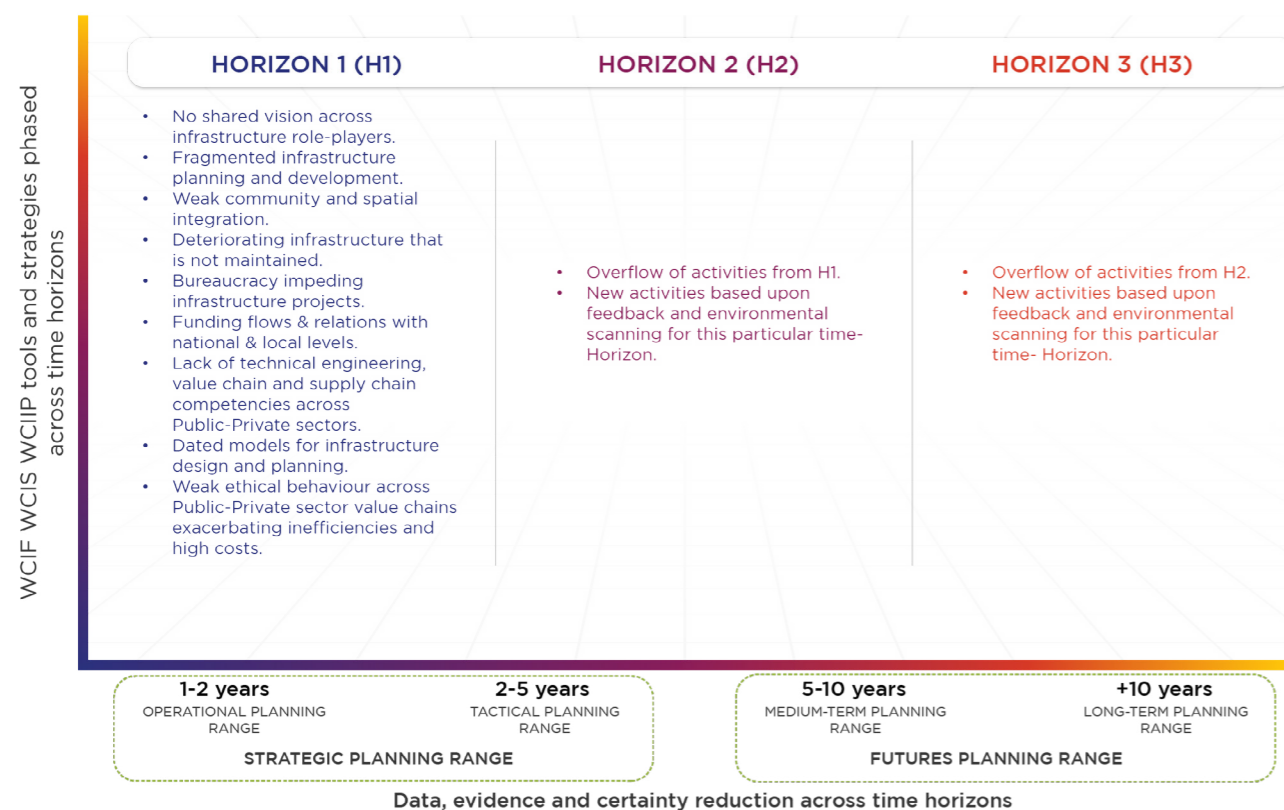 WCIF WCIS WCIIP tools and strategies phased
across time horizons
HORIZON 1 (H1)
• No shared vision across
infrastructure role-players.
• Fragmented infrastructure
planning and development.
• Weak community and spatial
integration.
• Deteriorating infrastructure that
is not maintained.
• Bureaucracy impeding
infrastructure projects.
• Funding flows & relations with
national & local levels.
• Lack of technical engineering,
value chain and supply chain
competencies across
Public-Private sectors.
• Dated models for infrastructure
design and planning.
• Weak ethical behaviour across
Public-Private sector value chains
exacerbating inefficiencies and
high costs.
HORIZON 2 (H2)
• Overflow of activities from H1.
• New activities based upon
feedback and environmental
scanning for this particular time-
Horizon.
HORIZON 3 (H3)
• Overflow of activities from H2.
• New activities based upon
feedback and environmental
scanning for this particular
time- Horizon.
1-2 years
OPERATIONAL PLANNING
RANGE
2-5 years
TACTICAL PLANNING
RANGE
STRATEGIC PLANNING RANGE
5-10 years
MEDIUM-TERM PLANNING
RANGE
+10 years
LONG-TERM PLANNING
RANGE
FUTURES PLANNING RANGE
Data, evidence and certainty reduction across time horizons